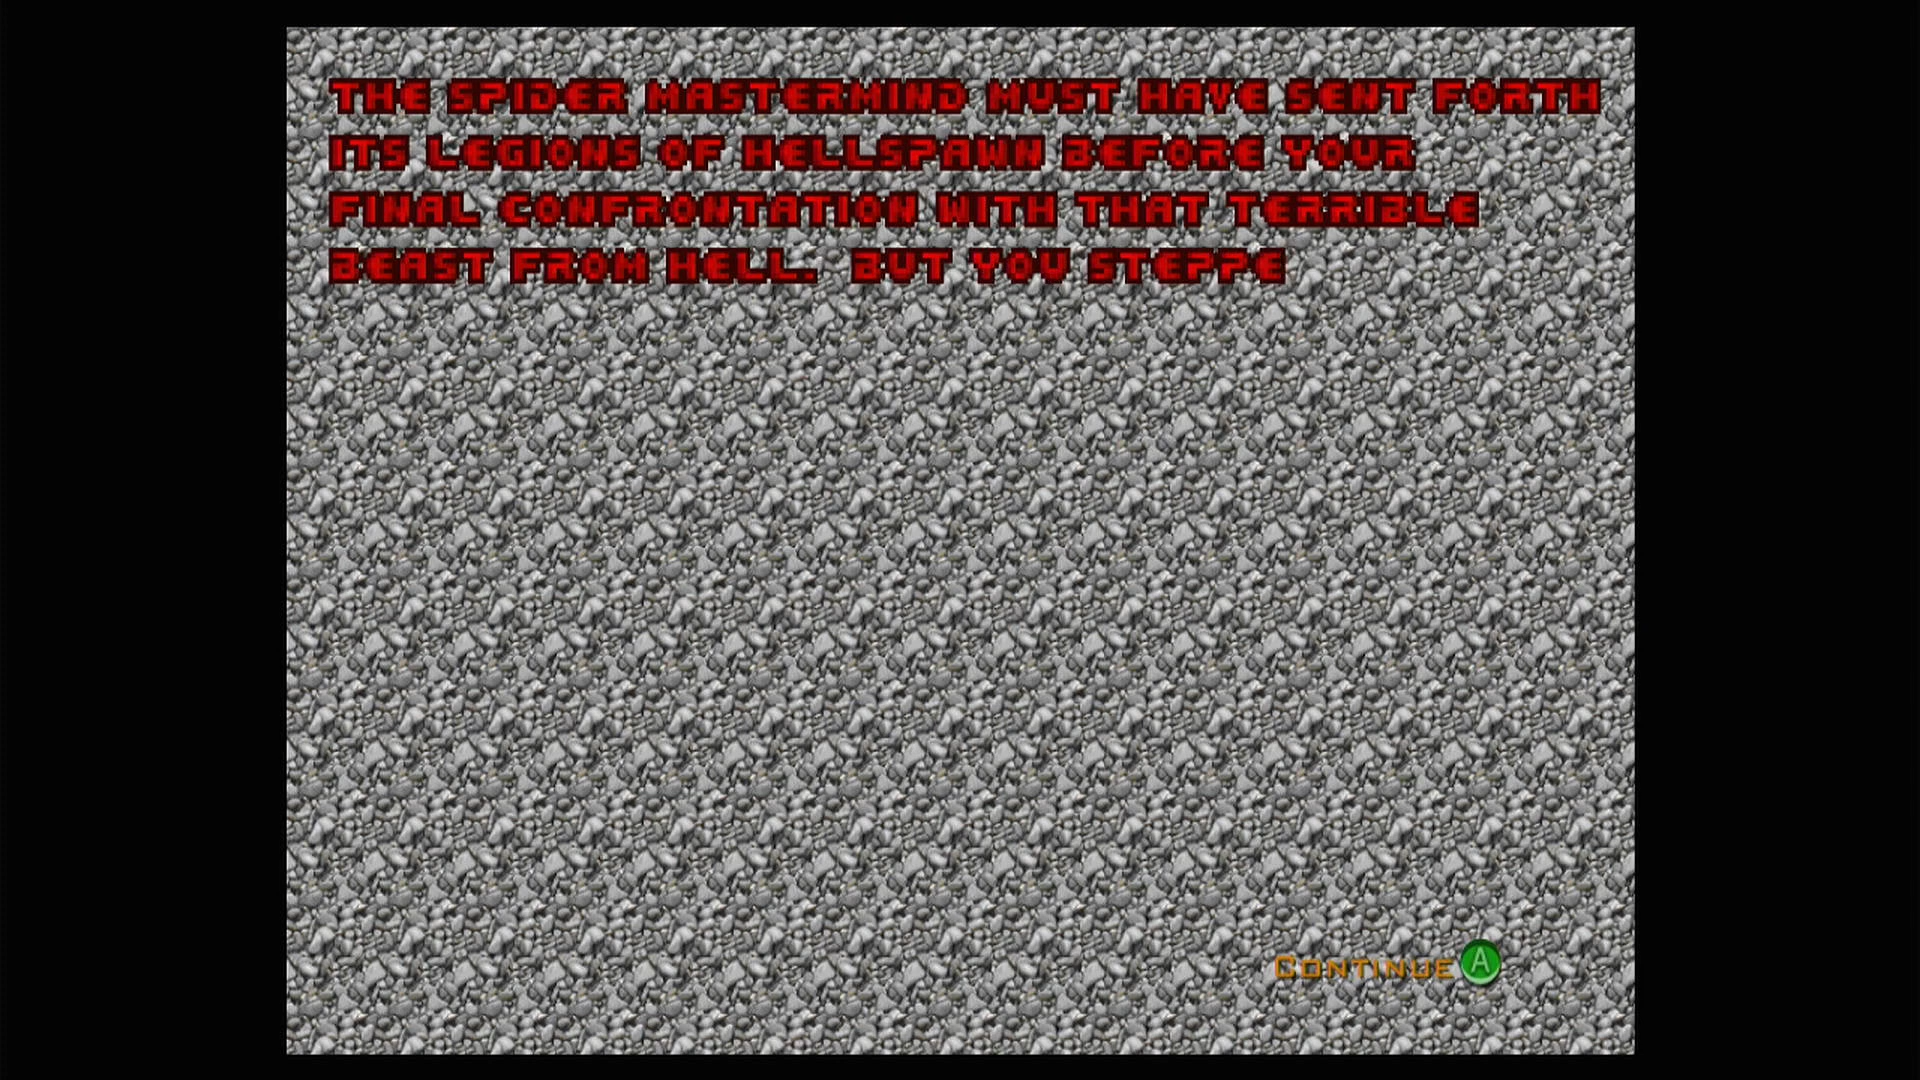 THE SPIDER MASTERMIND MUST HAVE SENT FORTH
ITS LEGIONS OF HELLSPAWN BEFORE YOUR
FINAL CONFRONTATION WITH THAT TERRIBLE
BEAST FROM HELL.  BUT YOU STEPPE
CONTINUE A